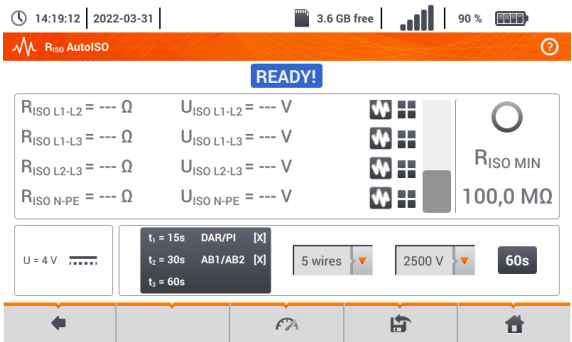 14:19:12 2022-03-31 3.6 GB free 90 %
RISO AutoISO ?
READY!
RISO L1-L2 = --- Ω UISO L1-L2 = --- V
RISO L1-L3 = --- Ω UISO L1-L3 = --- V
RISO L2-L3 = --- Ω UISO L2-L3 = --- V
RISO N-PE = --- Ω UISO N-PE = --- V
RISO MIN
100,0 MΩ
U = 4 V
t1 = 15s DAR/PI [X]
t2 = 30s AB1/AB2 [X]
t3 = 60s
5 wires
2500 V
60s